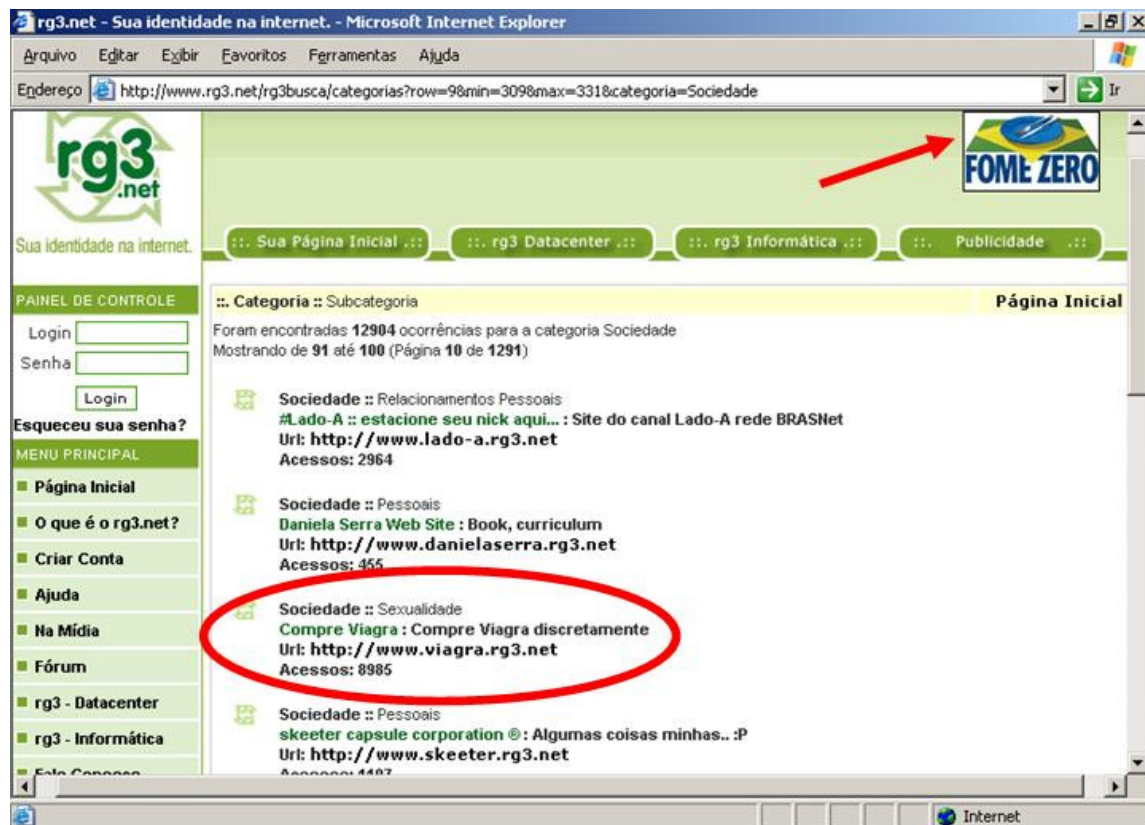 rg3.net - Sua identidade na internet. - Microsoft Internet Explorer
Arquivo Editar Exibir Favoritos Ferramentas Ajuda
Endereço http://www.rg3.net/rg3busca/categorias?row=9&min=309&max=331&categoria=Sociedade Ir
rg3
.net
FOME ZERO
Sua identidade na internet.
::. Sua Página Inicial .:: ::. rg3 Datacenter .:: ::. rg3 Informática .:: ::. Publicidade .::
PAINEL DE CONTROLE
Login
Senha
Login
Esqueceu sua senha?
MENU PRINCIPAL
Página Inicial
O que é o rg3.net?
Criar Conta
Ajuda
Na Mídia
Fórum
rg3 - Datacenter
rg3 - Informática
Fale Conosco
::. Categoria :: Subcategoria Página Inicial
Foram encontradas 12904 ocorrências para a categoria Sociedade
Mostrando de 91 até 100 (Página 10 de 1291)
Sociedade :: Relacionamentos Pessoais
#Lado-A :: estacione seu nick aqui... : Site do canal Lado-A rede BRASNet
Url: http://www.lado-a.rg3.net
Acessos: 2964
Sociedade :: Pessoais
Daniela Serra Web Site : Book, curriculum
Url: http://www.danielaserra.rg3.net
Acessos: 455
Sociedade :: Sexualidade
Compre Viagra : Compre Viagra discretamente
Url: http://www.viagra.rg3.net
Acessos: 8985
Sociedade :: Pessoais
skeeter capsule corporation ® : Algumas coisas minhas.. :P
Url: http://www.skeeter.rg3.net
Internet